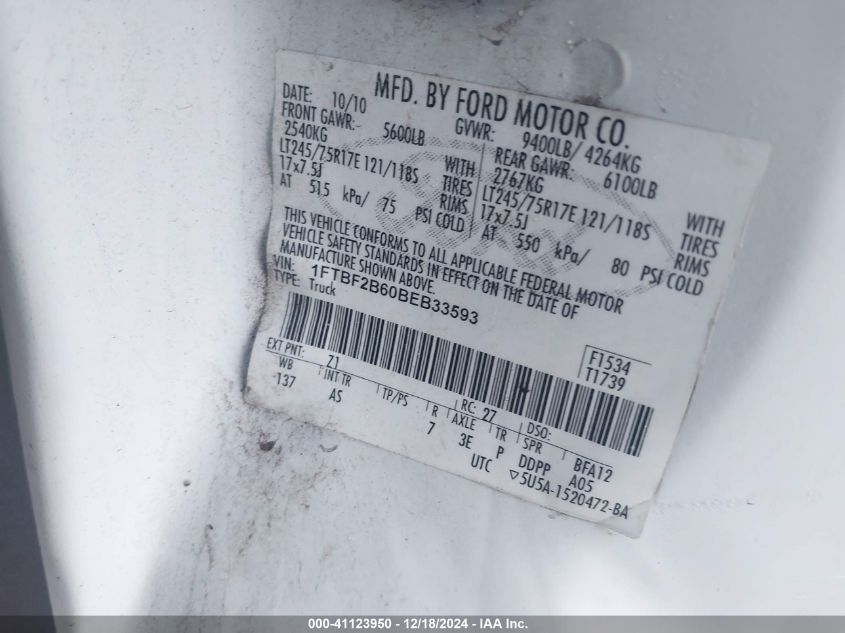 MFD. BY FORD MOTOR CO.
DATE: 10/10 GVWR: 9400LB/ 4264KG
FRONT GAWR: 5600LB REAR GAWR: 6100LB
2540KG WITH 2767KG WITH
LT245/75R17E 121/118S TIRES LT245/75R17E 121/118S TIRES
17x7.5J RIMS 17x7.5J RIMS
AT 515 kPa/ 75 PSI COLD AT 550 kPa/ 80 PSI COLD
THIS VEHICLE CONFORMS TO ALL APPLICABLE FEDERAL MOTOR
VEHICLE SAFETY STANDARDS IN EFFECT ON THE DATE OF
MANUFACTURE SHOWN ABOVE.
VIN: 1FTBF2B60BEB33593
TYPE: Truck
F1534
T1739
EXT PNT: Z1 RC: 27 DSO:
WB INT TR TP/PS R AXLE TR SPR BFA12
137 AS 7 3E P DDPP A05
UTC ▽5U5A-1520472-BA
000-41123950 - 12/18/2024 - IAA Inc.